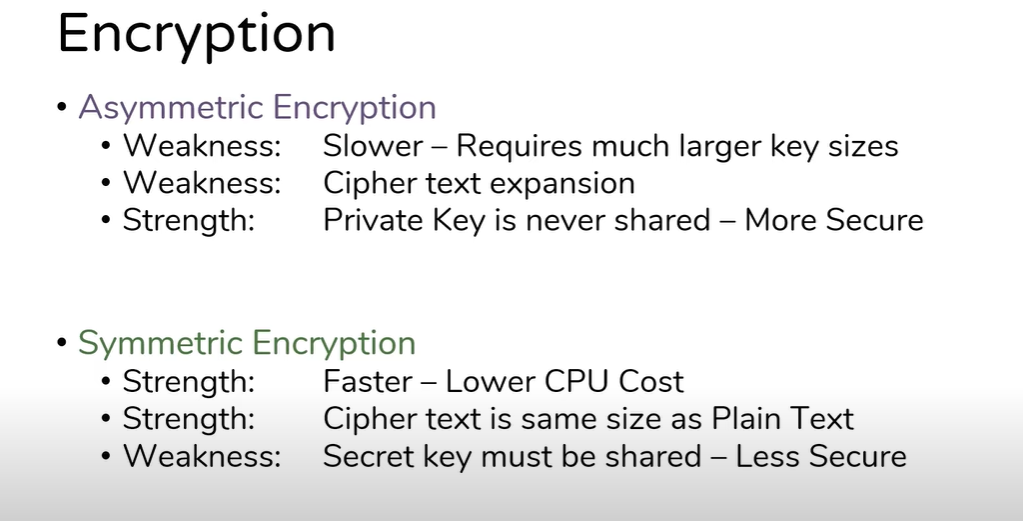 Encryption
• Asymmetric Encryption
• Weakness: Slower – Requires much larger key sizes
• Weakness: Cipher text expansion
• Strength: Private Key is never shared – More Secure
• Symmetric Encryption
• Strength: Faster – Lower CPU Cost
• Strength: Cipher text is same size as Plain Text
• Weakness: Secret key must be shared – Less Secure